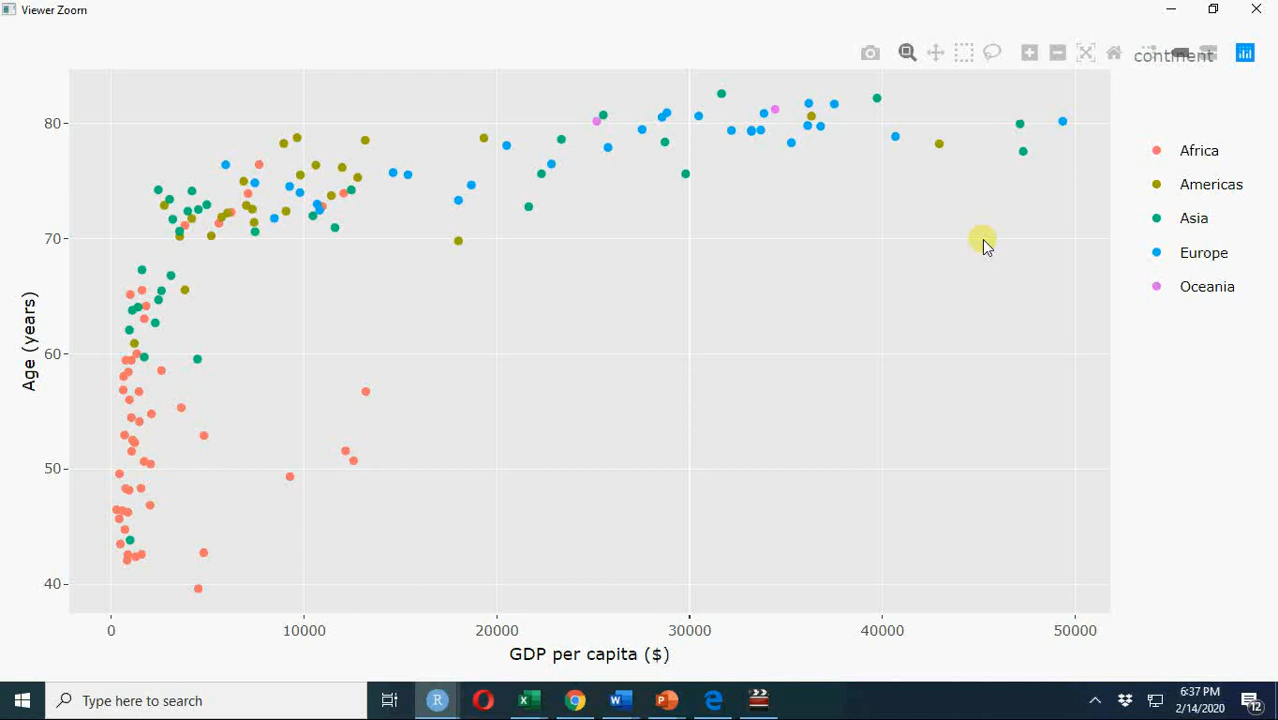 Viewer Zoom
continent
Africa
Americas
Asia
Europe
Oceania
Age (years)
80
70
60
50
40
0 10000 20000 30000 40000 50000
GDP per capita ($)
Type here to search
R
X
W
P
e
6:37 PM
2/14/2020
12